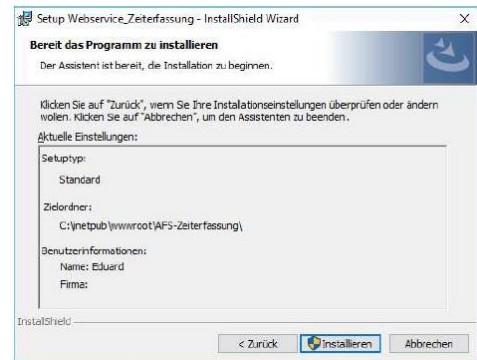 Setup Webservice_Zeiterfassung - InstallShield Wizard
Bereit das Programm zu installieren
Der Assistent ist bereit, die Installation zu beginnen.
Klicken Sie auf "Zurück", wenn Sie Ihre Instalationseinstellungen überprüfen oder ändern
wollen. Klicken Sie auf "Abbrechen", um den Assistenten zu beenden.
Aktuelle Einstellungen:
Setuptyp:
Standard
Zielordner:
C:\inetpub\wwwroot\AFS-Zeiterfassung\
Benutzerinformationen:
Name: Eduard
Firma:
InstallShield
< Zurück
Installieren
Abbrechen